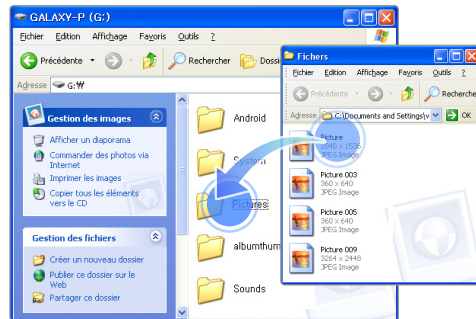 GALAXY-P (G:)
Fichier Edition Affichage Favoris Outils ?
Précédente
Rechercher
Dossi
Adresse G:₩
Gestion des images
Afficher un diaporama
Commander des photos via
Internet
Imprimer les images
Copier tous les éléments
vers le CD
Gestion des fichiers
Créer un nouveau dossier
Publier ce dossier sur le
Web
Partager ce dossier
Android
System
Pictures
albumthum
Sounds
Fichers
Fichier Edition Affichage Favoris Outils ?
Précédente
Recherche
Adresse C:\Documents and Settings\v OK
Picture
2048 x 1536
JPEG Image
Picture 003
360 x 640
JPEG Image
Picture 005
360 x 640
JPEG Image
Picture 009
3264 x 2448
JPEG Image